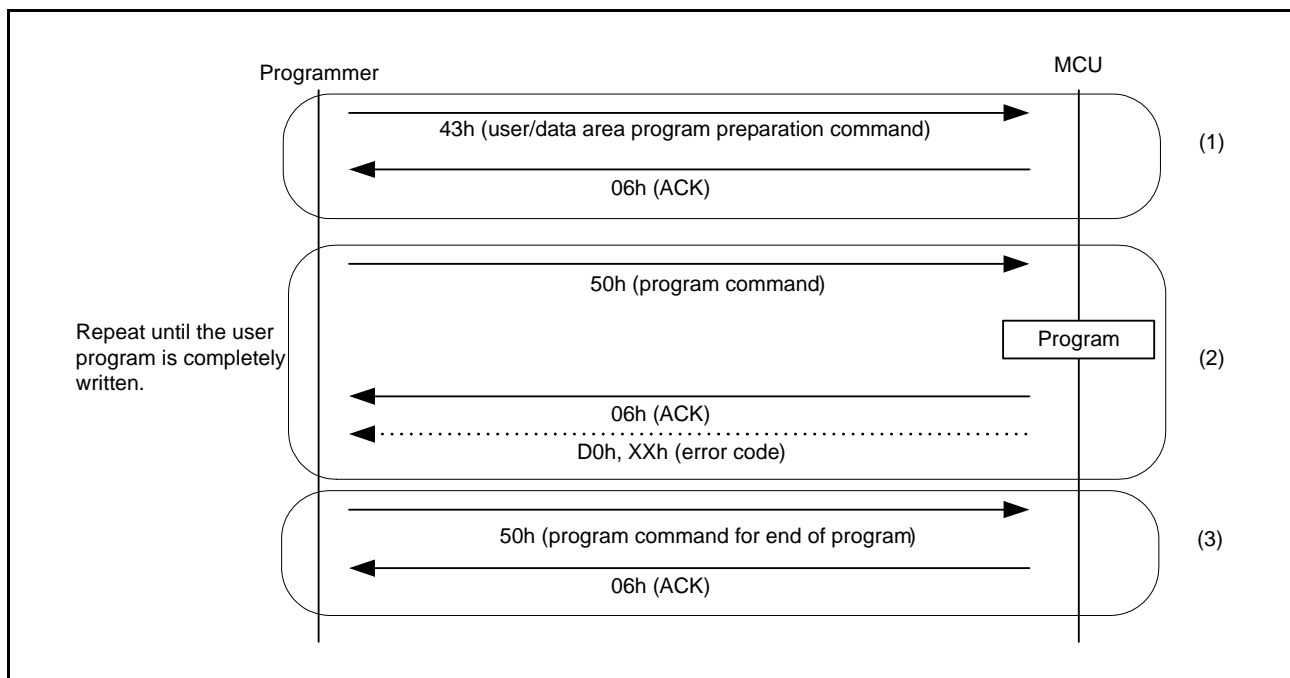 Programmer
MCU
43h (user/data area program preparation command)
(1)
06h (ACK)
50h (program command)
Repeat until the user
program is completely
written.
Program
(2)
06h (ACK)
D0h, XXh (error code)
50h (program command for end of program)
(3)
06h (ACK)